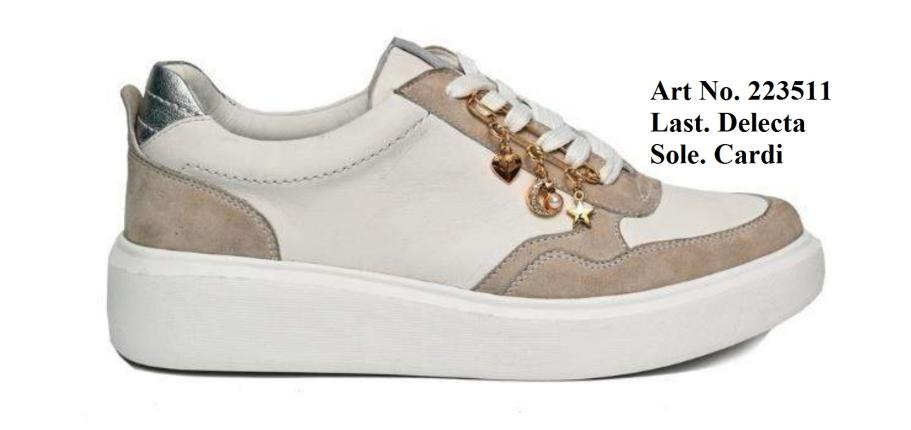 Art No. 223511
Last. Delecta
Sole. Cardi